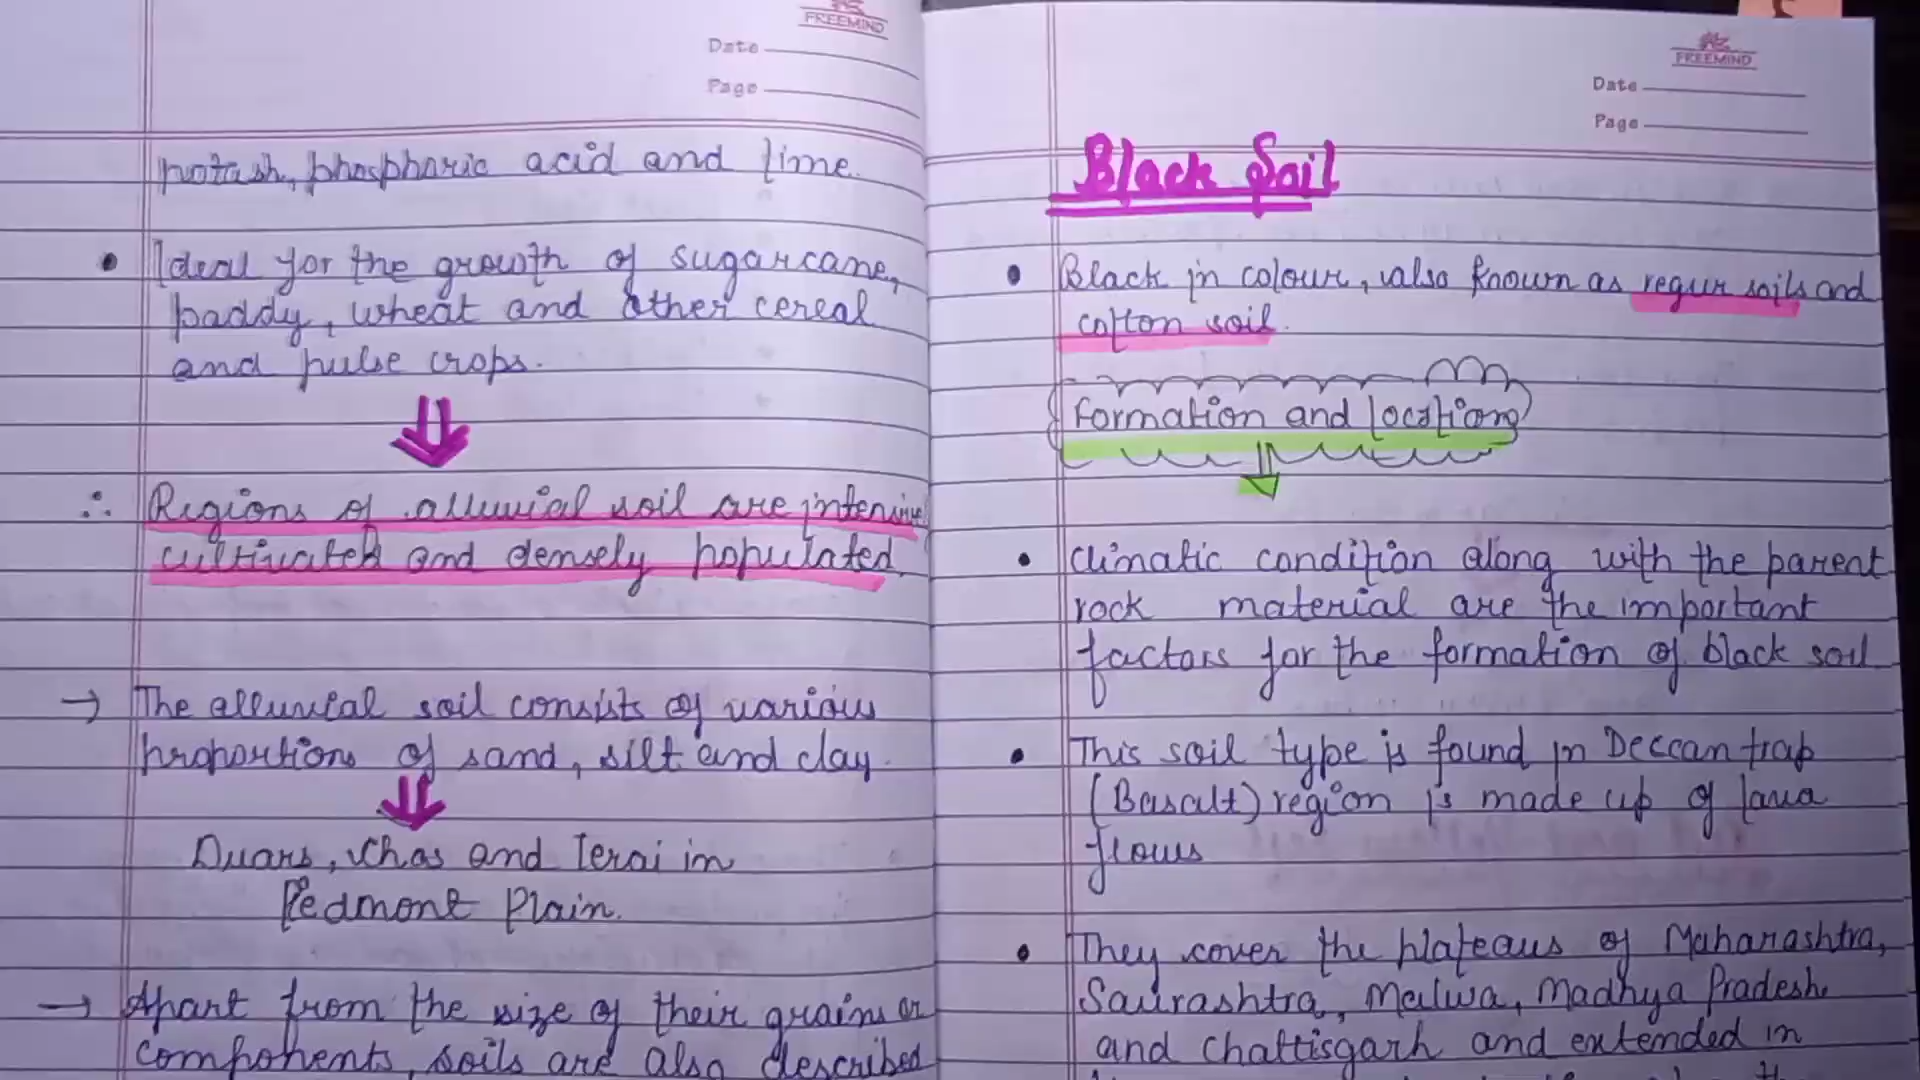 FREEMIND
Date
Page
potash, phosphoric acid and lime.
• Ideal for the growth of sugarcane,
paddy, wheat and other cereal
and pulse crops.
∴ Regions of alluvial soil are intensive
cultivated and densely populated.
→ The alluvial soil consists of various
proportions of sand, silt and clay.
Duars, Chos and Terai in
Piedmont Plain.
→ Apart from the size of their grains or
components, soils are also described
FREEMIND
Date
Page
Black Soil
• Black in colour, also known as regur soils and
cotton soil.
Formation and location
• Climatic condition along with the parent
rock material are the important
factors for the formation of black soil
• This soil type is found in Deccan trap
(Basalt) region is made up of lava
flows
• They cover the plateaus of Maharashtra,
Saurashtra, Malwa, Madhya Pradesh
and Chattisgarh and extended in